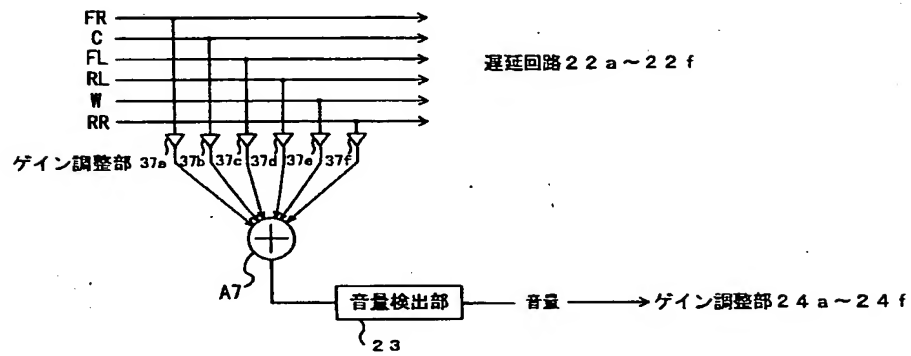 FR
C
FL
RL
W
RR
遅延回路22a～22f
ゲイン調整部 37a 37b 37c 37d 37e 37f
A7
音量検出部
音量
ゲイン調整部24a～24f
23